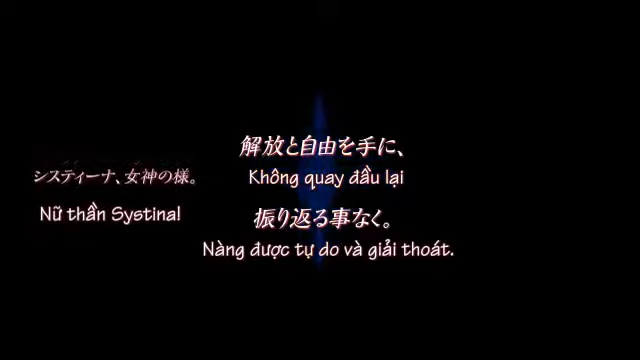 システィーナ、女神の様。
Nữ thần Systina!
解放と自由を手に、
Không quay đầu lại
振り返る事なく。
Nàng được tự do và giải thoát.